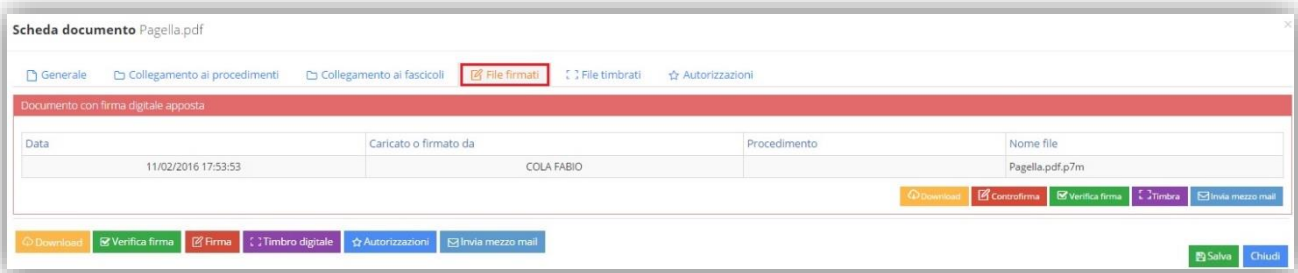 Scheda documento Pagella.pdf
Generale Collegamento ai procedimenti Collegamento ai fascicoli File firmati File timbrati Autorizzazioni
Documento con firma digitale apposta
Data Caricato o firmato da Procedimento Nome file
11/02/2016 17:53:53 COLA FABIO Pagella.pdf.p7m
Download Controfirma Verifica firma Timbra Invia mezzo mail
Download Verifica firma Firma Timbro digitale Autorizzazioni Invia mezzo mail
Salva Chiudi